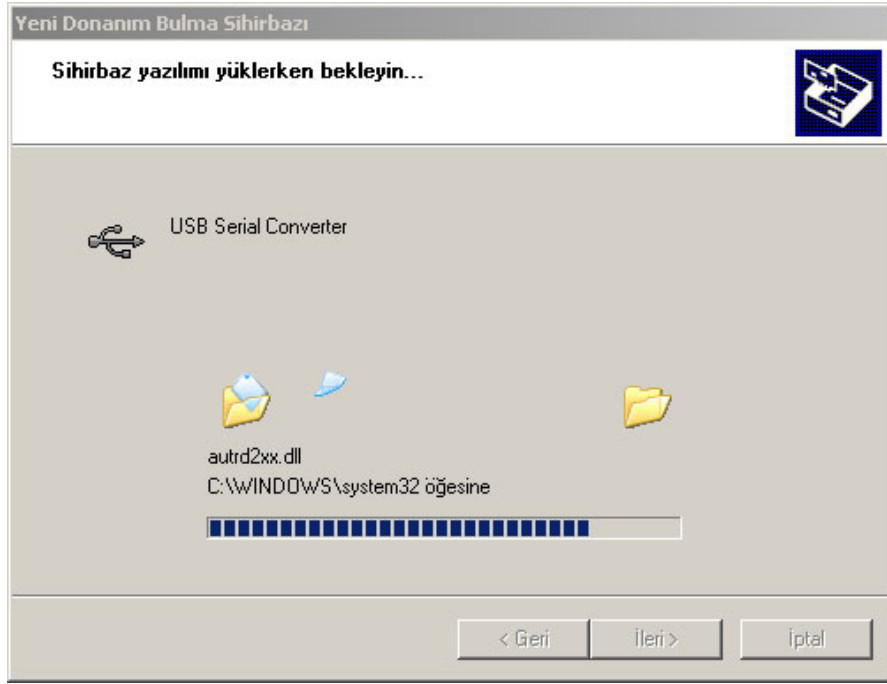 Yeni Donanım Bulma Sihirbazı
Sihirbaz yazılımı yüklerken bekleyin...
USB Serial Converter
autrd2xx.dll
C:\WINDOWS\system32 öğesine
< Geri
İleri >
İptal